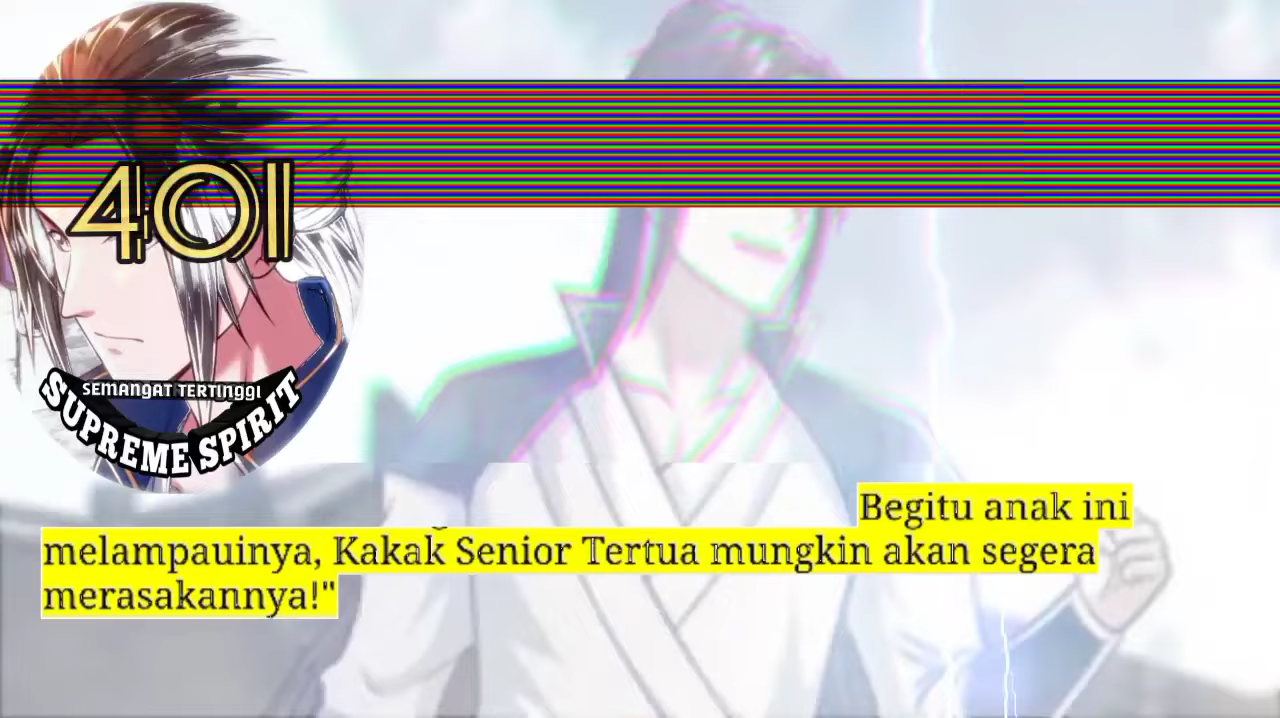 401
SEMANGAT TERTINGGI
SUPREME SPIRIT
Begitu anak ini
melampauinya, Kakak Senior Tertua mungkin akan segera
merasakannya!"